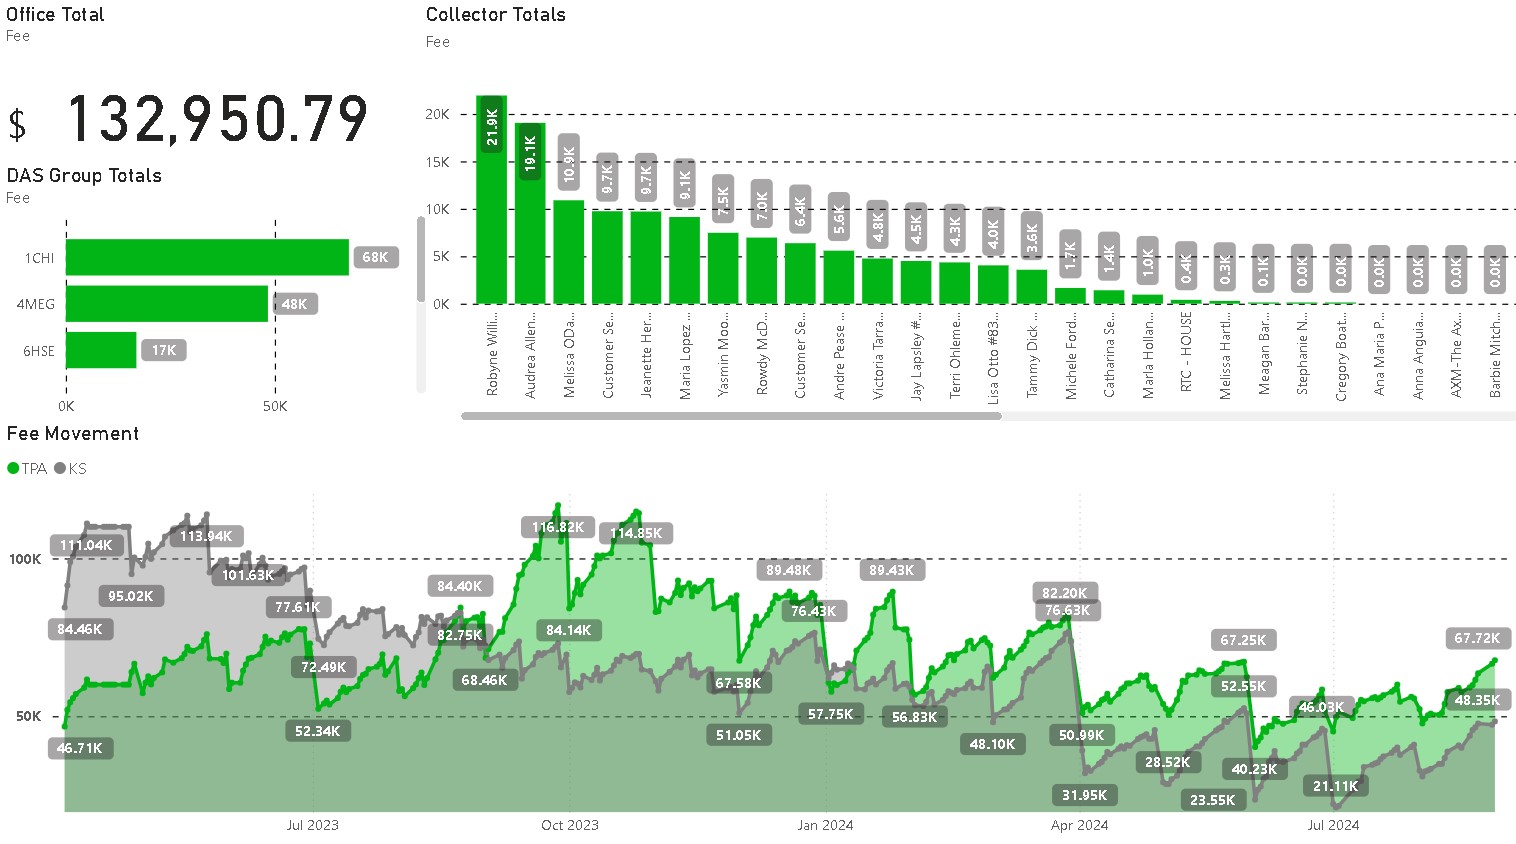 Office Total
Fee
$ 132,950.79
DAS Group Totals
Fee
1CHI 68K
4MEG 48K
6HSE 17K
0K 50K
Collector Totals
Fee
20K
15K
10K
5K
0K
21.9K
19.1K
10.9K
9.7K
9.7K
9.1K
7.5K
7.0K
6.4K
5.6K
4.8K
4.5K
4.3K
4.0K
3.6K
1.7K
1.4K
1.0K
0.4K
0.3K
0.1K
0.0K
0.0K
0.0K
0.0K
0.0K
0.0K
Robyne Willi...
Audrea Allen...
Melissa ODa...
Customer Se...
Jeanette Her...
Maria Lopez ...
Yasmin Moo...
Rowdy McD...
Customer Se...
Andre Pease ...
Victoria Tarra...
Jay Lapsley #...
Terri Ohleme...
Lisa Otto #83...
Tammy Dick ...
Michele Ford...
Catharina Se...
Marla Hollan...
RTC - HOUSE
Melissa Hartl...
Meagan Bar...
Stephanie N...
Cregory Boat...
Ana Maria P...
Anna Anguia...
AXM-The Ax...
Barbie Mitch...
Fee Movement
TPA KS
100K
50K
111.04K
84.46K
46.71K
95.02K
113.94K
101.63K
77.61K
72.49K
52.34K
84.40K
82.75K
68.46K
116.82K
84.14K
114.85K
67.58K
51.05K
89.48K
76.43K
57.75K
89.43K
56.83K
48.10K
82.20K
76.63K
50.99K
31.95K
28.52K
23.55K
67.25K
52.55K
40.23K
46.03K
21.11K
67.72K
48.35K
Jul 2023 Oct 2023 Jan 2024 Apr 2024 Jul 2024